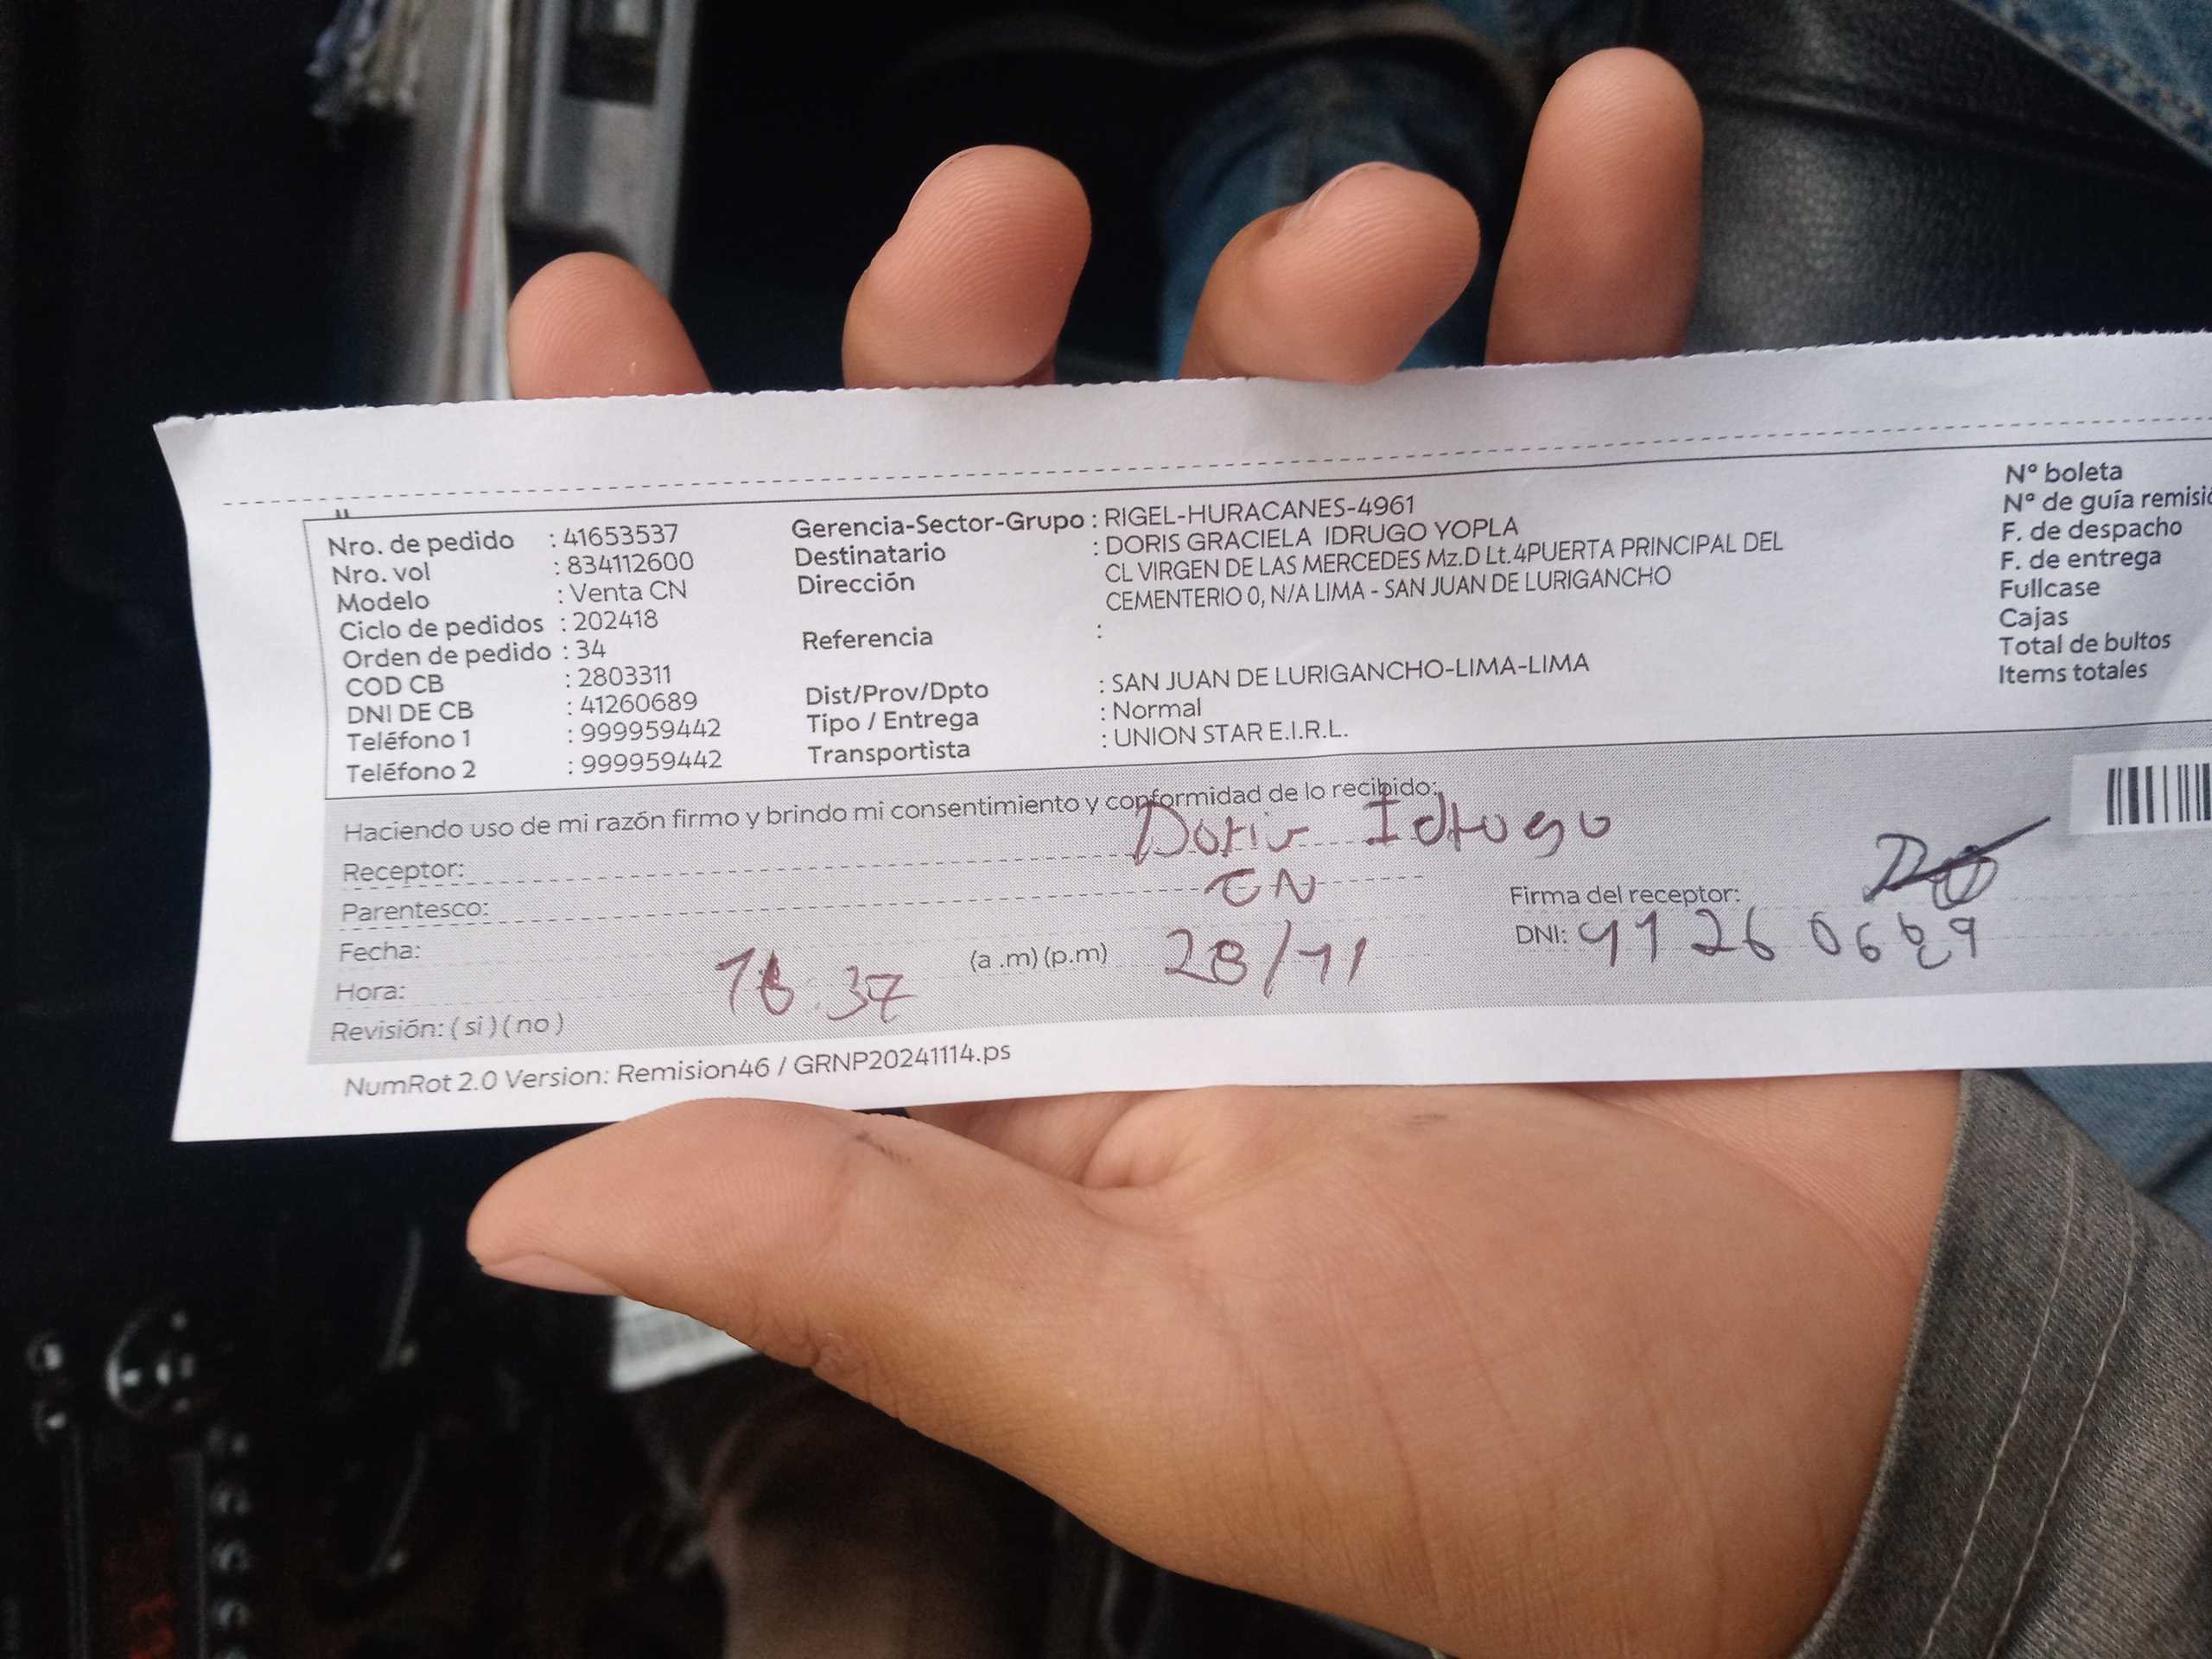 Nro. de pedido : 41653537
Nro. vol : 834112600
Modelo : Venta CN
Ciclo de pedidos : 202418
Orden de pedido : 34
COD CB : 2803311
DNI DE CB : 41260689
Teléfono 1 : 999959442
Teléfono 2 : 999959442
Gerencia-Sector-Grupo : RIGEL-HURACANES-4961
Destinatario : DORIS GRACIELA IDRUGO YOPLA
Dirección CL VIRGEN DE LAS MERCEDES Mz.D Lt.4PUERTA PRINCIPAL DEL
CEMENTERIO 0, N/A LIMA - SAN JUAN DE LURIGANCHO
Referencia :
Dist/Prov/Dpto : SAN JUAN DE LURIGANCHO-LIMA-LIMA
Tipo / Entrega : Normal
Transportista : UNION STAR E.I.R.L.
N° boleta
N° de guía remisió
F. de despacho
F. de entrega
Fullcase
Cajas
Total de bultos
Items totales
Haciendo uso de mi razón firmo y brindo mi consentimiento y conformidad de lo recibido:
Receptor: Doris Idrugo
Parentesco: CN
Fecha: 28/11
Hora: 16:37 (a .m) (p.m)
Revisión: ( si ) ( no )
Firma del receptor:
DNI: 41260689
NumRot 2.0 Version: Remision46 / GRNP20241114.ps